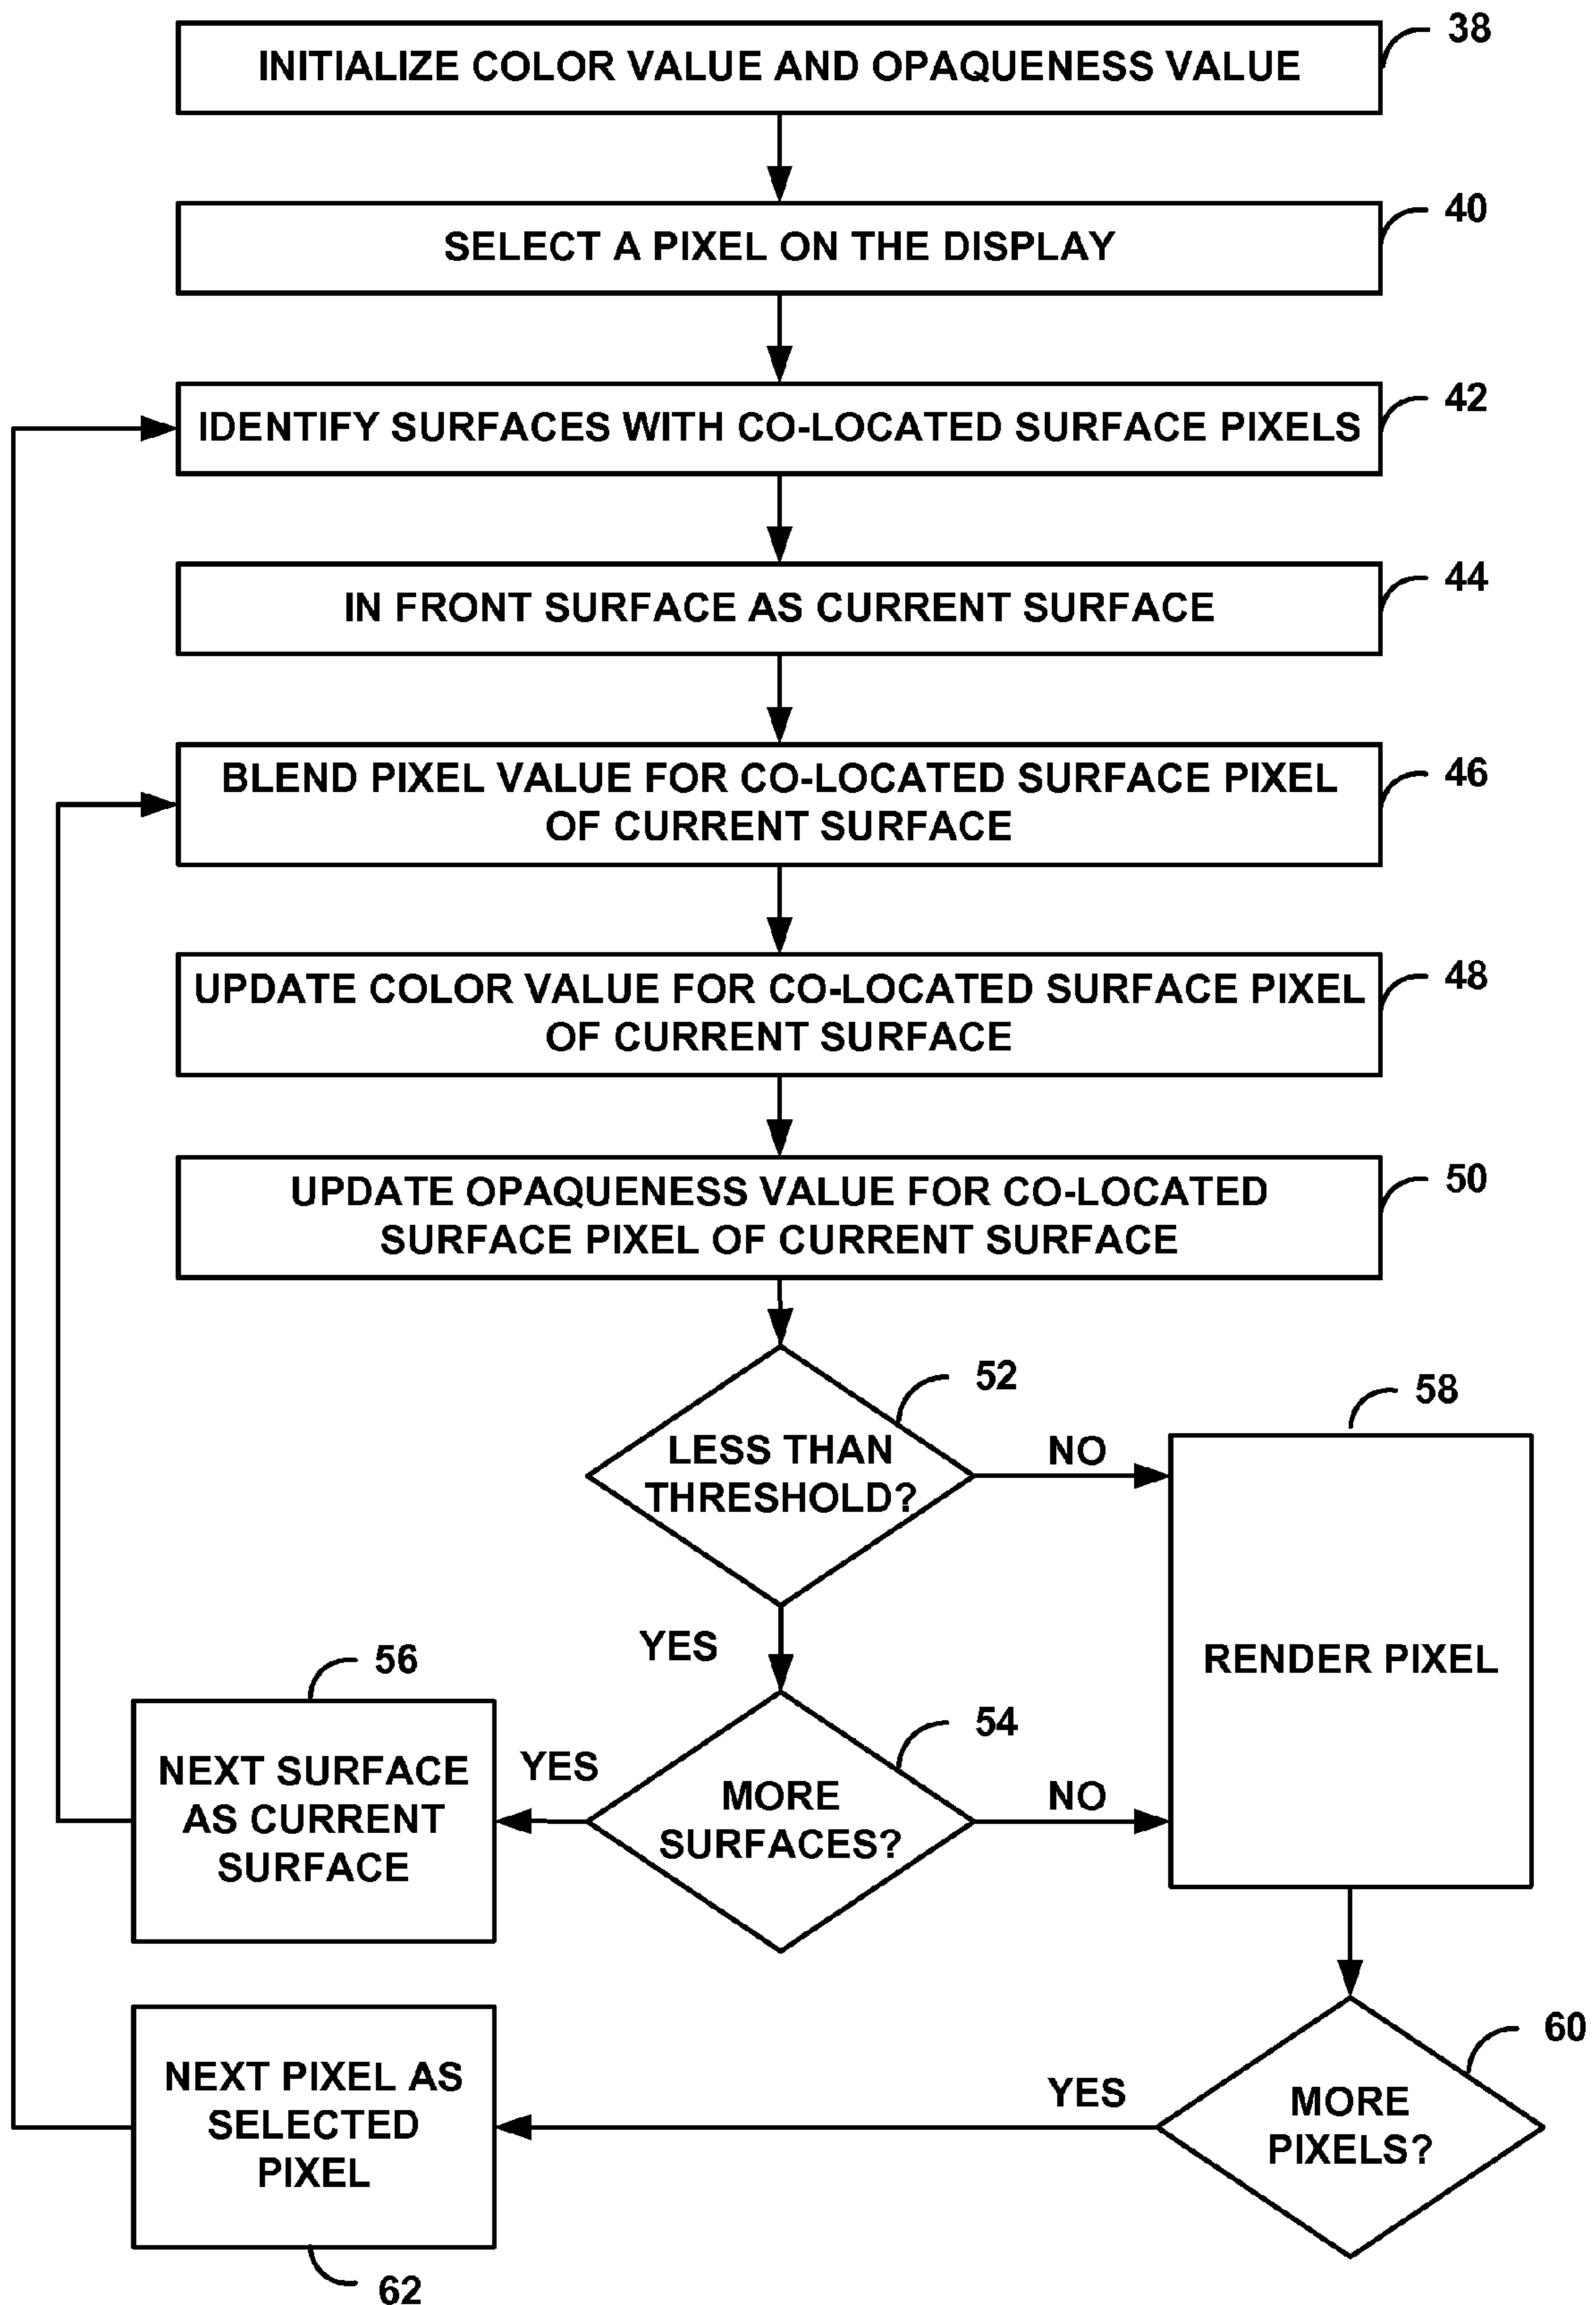 38
INITIALIZE COLOR VALUE AND OPAQUENESS VALUE
40
SELECT A PIXEL ON THE DISPLAY
42
IDENTIFY SURFACES WITH CO-LOCATED SURFACE PIXELS
44
IN FRONT SURFACE AS CURRENT SURFACE
46
BLEND PIXEL VALUE FOR CO-LOCATED SURFACE PIXEL
OF CURRENT SURFACE
48
UPDATE COLOR VALUE FOR CO-LOCATED SURFACE PIXEL
OF CURRENT SURFACE
50
UPDATE OPAQUENESS VALUE FOR CO-LOCATED
SURFACE PIXEL OF CURRENT SURFACE
52
LESS THAN
THRESHOLD?
NO
YES
58
RENDER PIXEL
54
MORE
SURFACES?
NO
YES
56
NEXT SURFACE
AS CURRENT
SURFACE
60
MORE
PIXELS?
YES
NEXT PIXEL AS
SELECTED
PIXEL
62